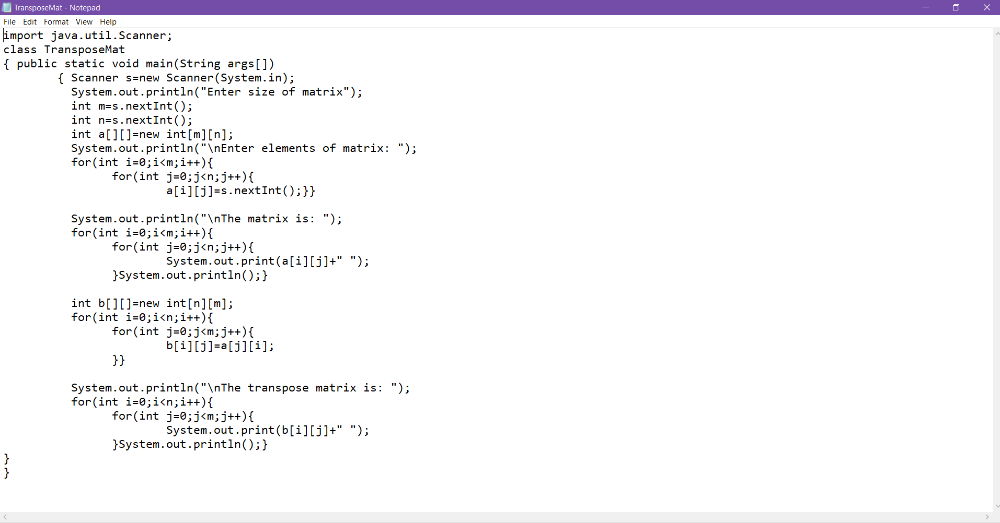 TransposeMat - Notepad
File Edit Format View Help
import java.util.Scanner;
class TransposeMat
{ public static void main(String args[])
        { Scanner s=new Scanner(System.in);
          System.out.println("Enter size of matrix");
          int m=s.nextInt();
          int n=s.nextInt();
          int a[][]=new int[m][n];
          System.out.println("\nEnter elements of matrix: ");
          for(int i=0;i<m;i++){
                for(int j=0;j<n;j++){
                        a[i][j]=s.nextInt();}}

          System.out.println("\nThe matrix is: ");
          for(int i=0;i<m;i++){
                for(int j=0;j<n;j++){
                        System.out.print(a[i][j]+" ");
                }System.out.println();}

          int b[][]=new int[n][m];
          for(int i=0;i<n;i++){
                for(int j=0;j<m;j++){
                        b[i][j]=a[j][i];
                }}

          System.out.println("\nThe transpose matrix is: ");
          for(int i=0;i<n;i++){
                for(int j=0;j<m;j++){
                        System.out.print(b[i][j]+" ");
                }System.out.println();}
}
}